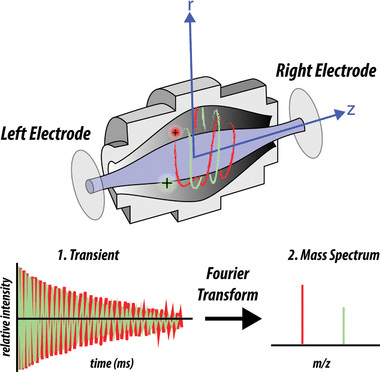 r
Right Electrode
z
Left Electrode
+
+
1. Transient
2. Mass Spectrum
Fourier
Transform
relative intensity
time (ms)
m/z